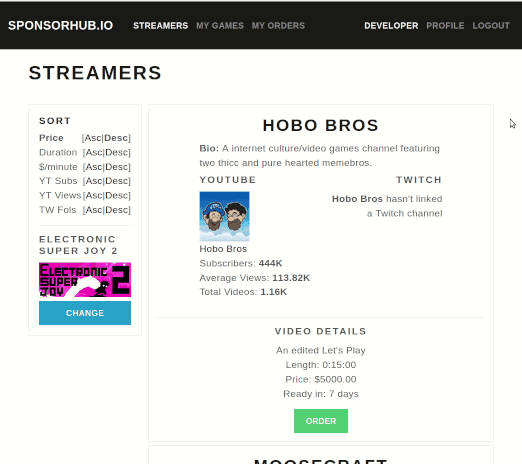 SPONSORHUB.IO STREAMERS MY GAMES MY ORDERS DEVELOPER PROFILE LOGOUT
STREAMERS
SORT
Price [Asc|Desc]
Duration [Asc|Desc]
$/minute [Asc|Desc]
YT Subs [Asc|Desc]
YT Views [Asc|Desc]
TW Fols [Asc|Desc]
ELECTRONIC
SUPER JOY 2
ELECTRONIC
SUPER
JOY 2
CHANGE
HOBO BROS
Bio: A internet culture/video games channel featuring
two thicc and pure hearted memebros.
YOUTUBE
Hobo Bros
Subscribers: 444K
Average Views: 113.82K
Total Videos: 1.16K
TWITCH
Hobo Bros hasn't linked
a Twitch channel
VIDEO DETAILS
An edited Let's Play
Length: 0:15:00
Price: $5000.00
Ready in: 7 days
ORDER
MOOSECRAFT